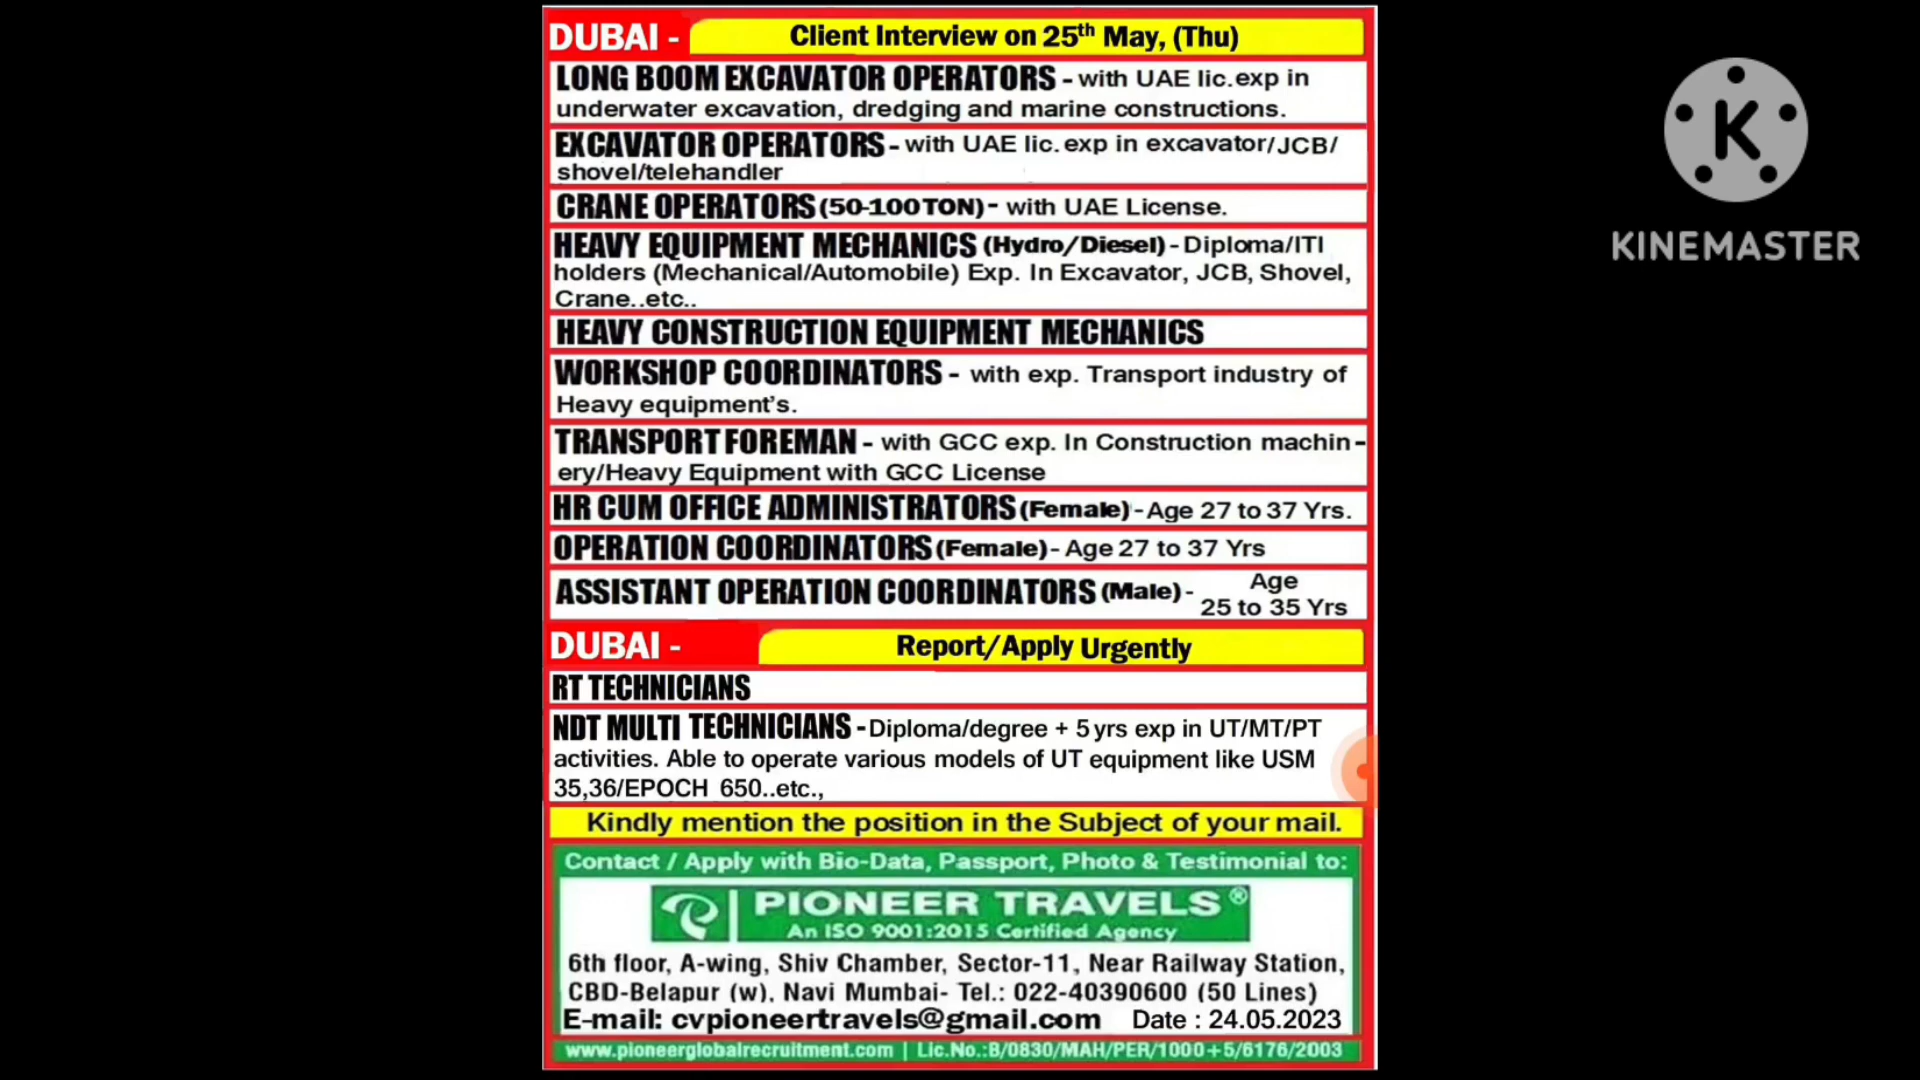 DUBAI -
Client Interview on 25th May, (Thu)
LONG BOOM EXCAVATOR OPERATORS - with UAE lic.exp in
underwater excavation, dredging and marine constructions.
EXCAVATOR OPERATORS - with UAE lic. exp in excavator/JCB/
shovel/telehandler
CRANE OPERATORS (50-100 TON) - with UAE License.
HEAVY EQUIPMENT MECHANICS (Hydro/Diesel) - Diploma/ITI
holders (Mechanical/Automobile) Exp. In Excavator, JCB, Shovel,
Crane..etc..
HEAVY CONSTRUCTION EQUIPMENT MECHANICS
WORKSHOP COORDINATORS - with exp. Transport industry of
Heavy equipment's.
TRANSPORT FOREMAN - with GCC exp. In Construction machin-
ery/Heavy Equipment with GCC License
HR CUM OFFICE ADMINISTRATORS (Female) - Age 27 to 37 Yrs.
OPERATION COORDINATORS (Female) - Age 27 to 37 Yrs
ASSISTANT OPERATION COORDINATORS (Male) - Age
25 to 35 Yrs
DUBAI -
Report/Apply Urgently
RT TECHNICIANS
NDT MULTI TECHNICIANS - Diploma/degree + 5 yrs exp in UT/MT/PT
activities. Able to operate various models of UT equipment like USM
35,36/EPOCH 650..etc.,
Kindly mention the position in the Subject of your mail.
Contact / Apply with Bio-Data, Passport, Photo & Testimonial to:
PIONEER TRAVELS®
An ISO 9001:2015 Certified Agency
6th floor, A-wing, Shiv Chamber, Sector-11, Near Railway Station,
CBD-Belapur (w), Navi Mumbai- Tel.: 022-40390600 (50 Lines)
E-mail: cvpioneertravels@gmail.com Date : 24.05.2023
www.pioneerglobalrecruitment.com | Lic.No.:B/0830/MAH/PER/1000+5/6176/2003
K
KINEMASTER